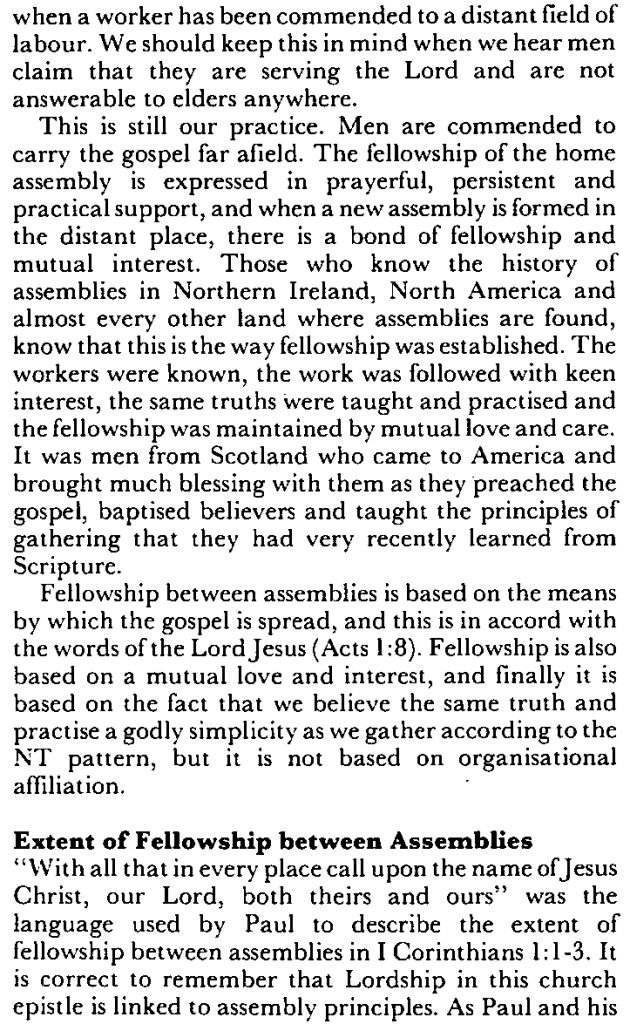 when a worker has been commended to a distant field of
labour. We should keep this in mind when we hear men
claim that they are serving the Lord and are not
answerable to elders anywhere.
This is still our practice. Men are commended to
carry the gospel far afield. The fellowship of the home
assembly is expressed in prayerful, persistent and
practical support, and when a new assembly is formed in
the distant place, there is a bond of fellowship and
mutual interest. Those who know the history of
assemblies in Northern Ireland, North America and
almost every other land where assemblies are found,
know that this is the way fellowship was established. The
workers were known, the work was followed with keen
interest, the same truths were taught and practised and
the fellowship was maintained by mutual love and care.
It was men from Scotland who came to America and
brought much blessing with them as they preached the
gospel, baptised believers and taught the principles of
gathering that they had very recently learned from
Scripture.
Fellowship between assemblies is based on the means
by which the gospel is spread, and this is in accord with
the words of the Lord Jesus (Acts 1:8). Fellowship is also
based on a mutual love and interest, and finally it is
based on the fact that we believe the same truth and
practise a godly simplicity as we gather according to the
NT pattern, but it is not based on organisational
affiliation.
Extent of Fellowship between Assemblies
"With all that in every place call upon the name of Jesus
Christ, our Lord, both theirs and ours" was the
language used by Paul to describe the extent of
fellowship between assemblies in I Corinthians 1:1-3. It
is correct to remember that Lordship in this church
epistle is linked to assembly principles. As Paul and his